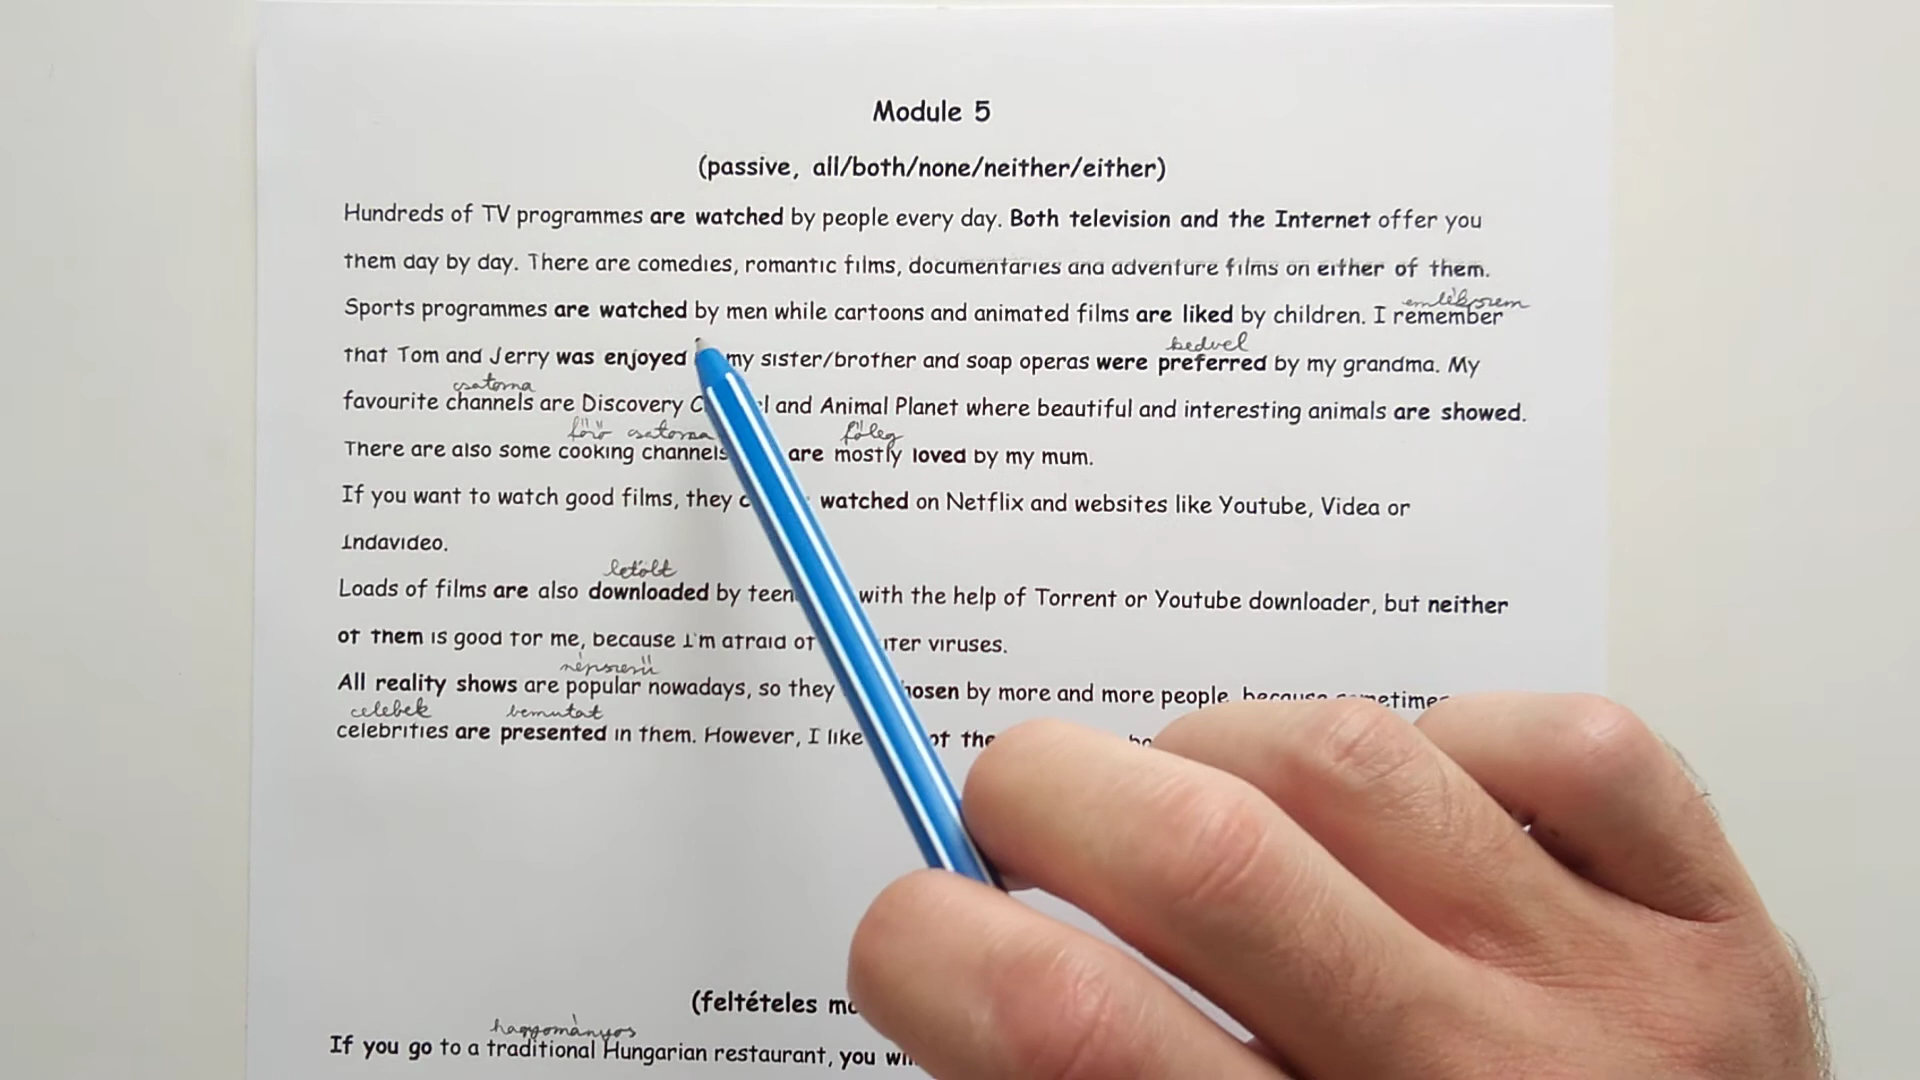 Module 5
(passive, all/both/none/neither/either)
Hundreds of TV programmes are watched by people every day. Both television and the Internet offer you
them day by day. There are comedies, romantic films, documentaries and adventure films on either of them.
emlékszem
Sports programmes are watched by men while cartoons and animated films are liked by children. I remember
kedvel
that Tom and Jerry was enjoyed my sister/brother and soap operas were preferred by my grandma. My
csatorna
favourite channels are Discovery and Animal Planet where beautiful and interesting animals are showed.
főző csatorna főleg
There are also some cooking channels are mostly loved by my mum.
If you want to watch good films, they watched on Netflix and websites like Youtube, Videa or
Indavideo.
letölt
Loads of films are also downloaded by with the help of Torrent or Youtube downloader, but neither
of them is good for me, because I'm afraid of viruses.
népszerű
All reality shows are popular nowadays, so they by more and more people because
celebek bemutat
celebrities are presented in them. However, I like of
(feltételes
hagyományos
If you go to a traditional Hungarian restaurant, you